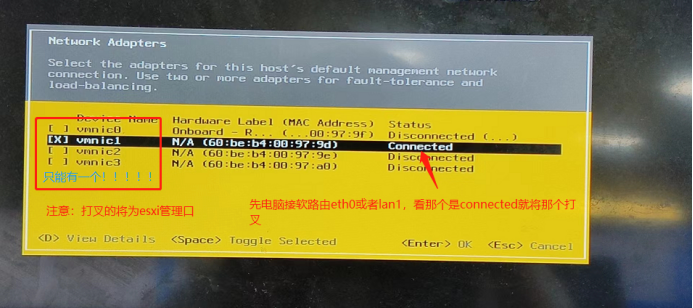 Network Adapters
Select the adapters for this host's default management network
connection. Use two or more adapters for fault-tolerance and
load-balancing.
Device Name Hardware Label (MAC Address) Status
[ ] vmnic0 Onboard - R... (...00:97:9f) Disconnected (...)
[X] vmnic1 N/A (60:be:b4:00:97:9d) Connected
[ ] vmnic2 N/A (60:be:b4:00:97:9e) Disconnected
[ ] vmnic3 N/A (60:be:b4:00:97:a0) Disconnected
只能有一个！！！！！
注意：打叉的将为esxi管理口
先电脑接软路由eth0或者lan1，看那个是connected就将那个打
叉
<D> View Details <Space> Toggle Selected <Enter> OK <Esc> Cancel